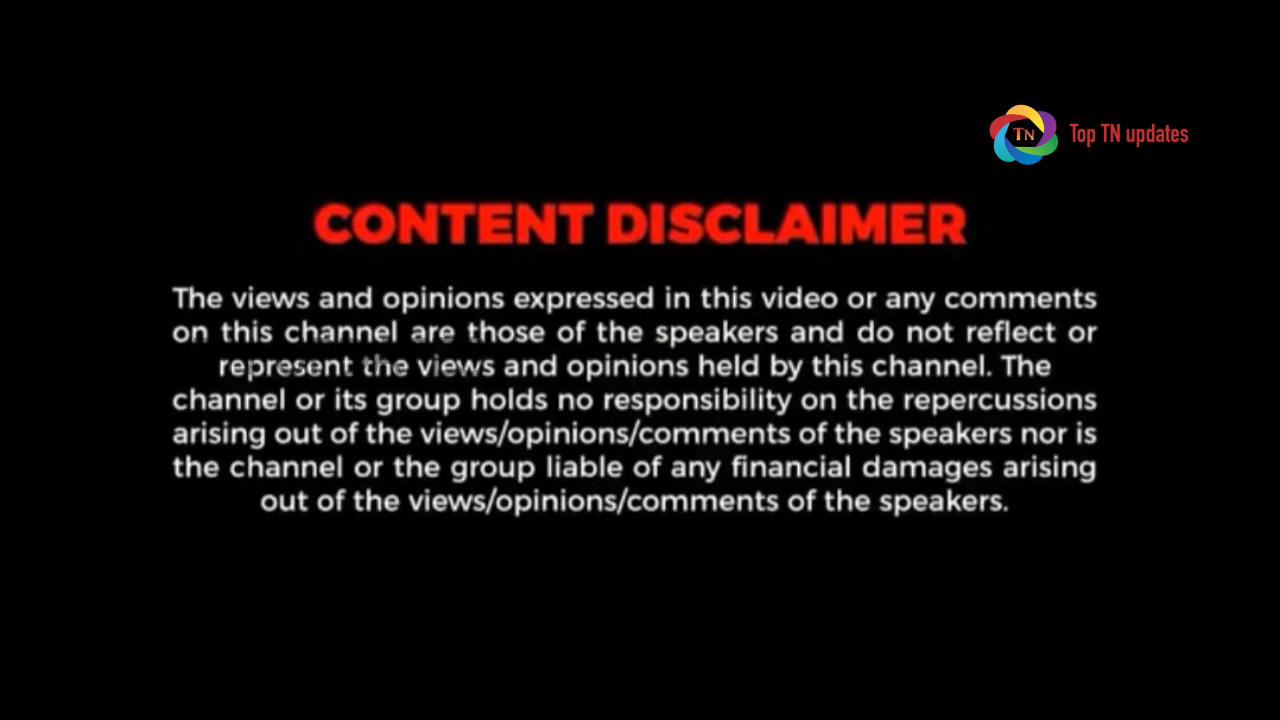 TN
Top TN updates
CONTENT DISCLAIMER
The views and opinions expressed in this video or any comments
on this channel are those of the speakers and do not reflect or
represent the views and opinions held by this channel. The
channel or its group holds no responsibility on the repercussions
arising out of the views/opinions/comments of the speakers nor is
the channel or the group liable of any financial damages arising
out of the views/opinions/comments of the speakers.